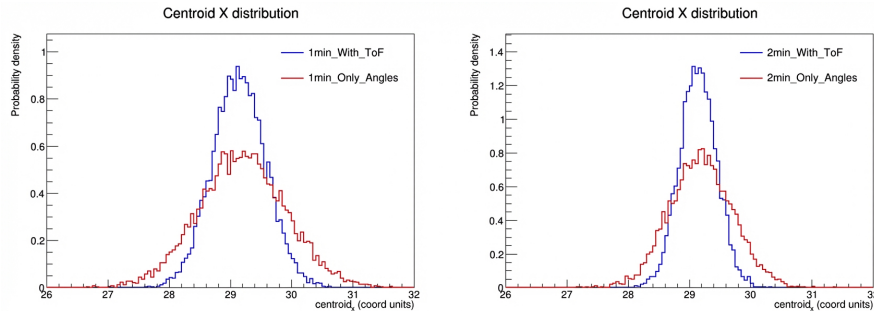 Centroid X distribution
Probability density
1
0.8
0.6
0.4
0.2
0
1min_With_ToF
1min_Only_Angles
26 27 28 29 30 31 32
centroidₓ (coord units)
Centroid X distribution
Probability density
1.4
1.2
1
0.8
0.6
0.4
0.2
0
2min_With_ToF
2min_Only_Angles
26 27 28 29 30 31 32
centroidₓ (coord units)